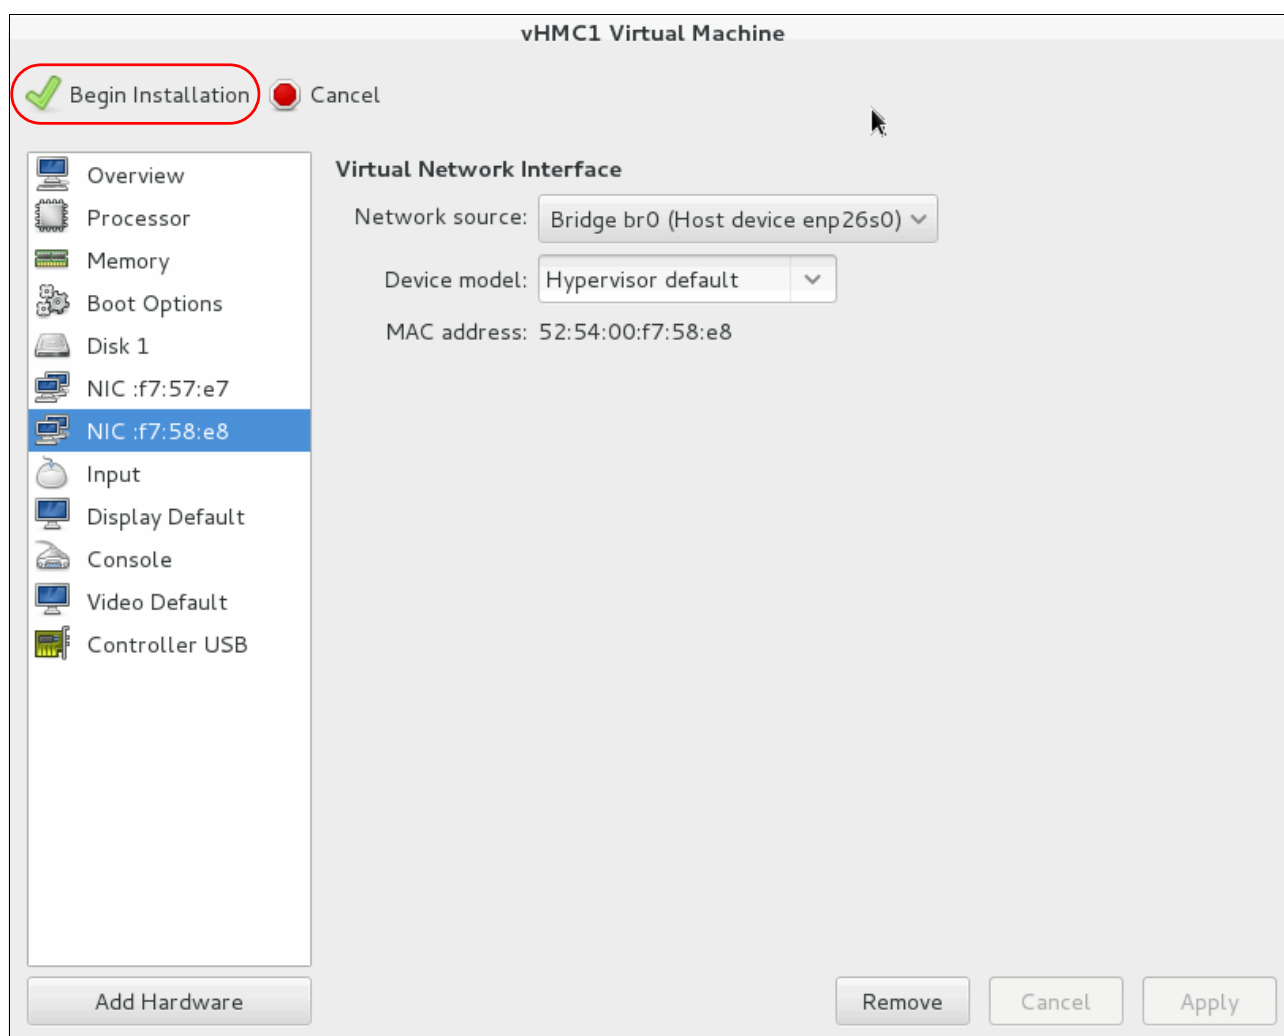 vHMC1 Virtual Machine
Begin Installation
Cancel
Overview
Processor
Memory
Boot Options
Disk 1
NIC :f7:57:e7
NIC :f7:58:e8
Input
Display Default
Console
Video Default
Controller USB
Add Hardware
Virtual Network Interface
Network source: Bridge br0 (Host device enp26s0)
Device model: Hypervisor default
MAC address: 52:54:00:f7:58:e8
Remove
Cancel
Apply